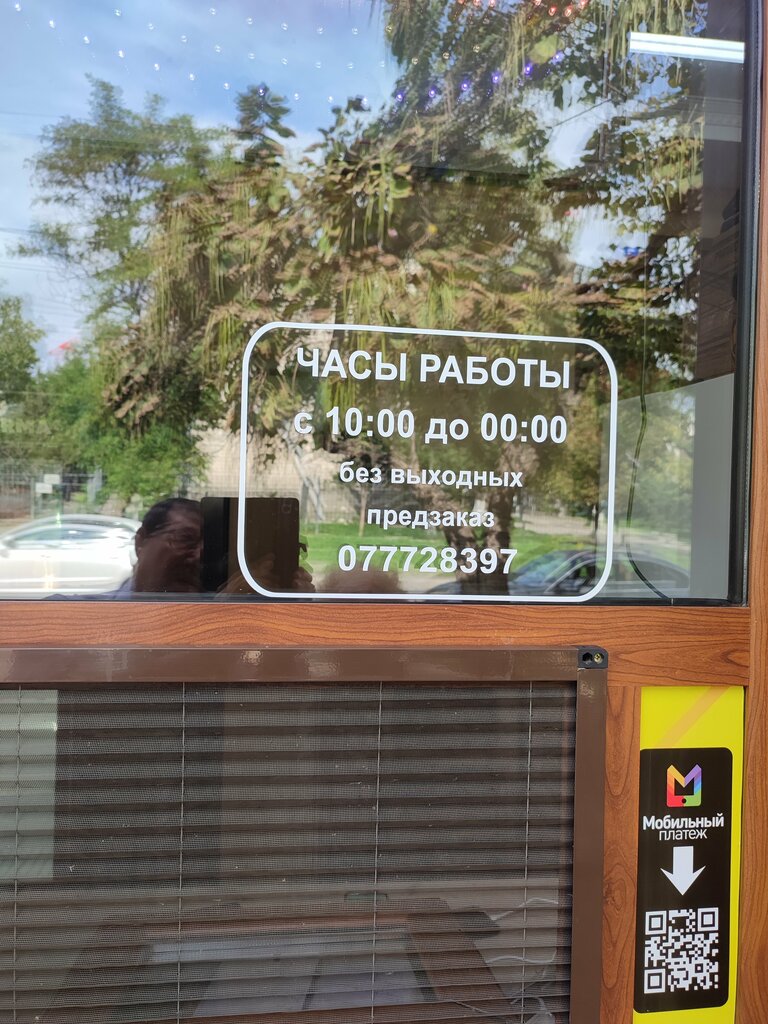 ЧАСЫ РАБОТЫ
с 10:00 до 00:00
без выходных
предзаказ
077728397
Мобильный
платеж